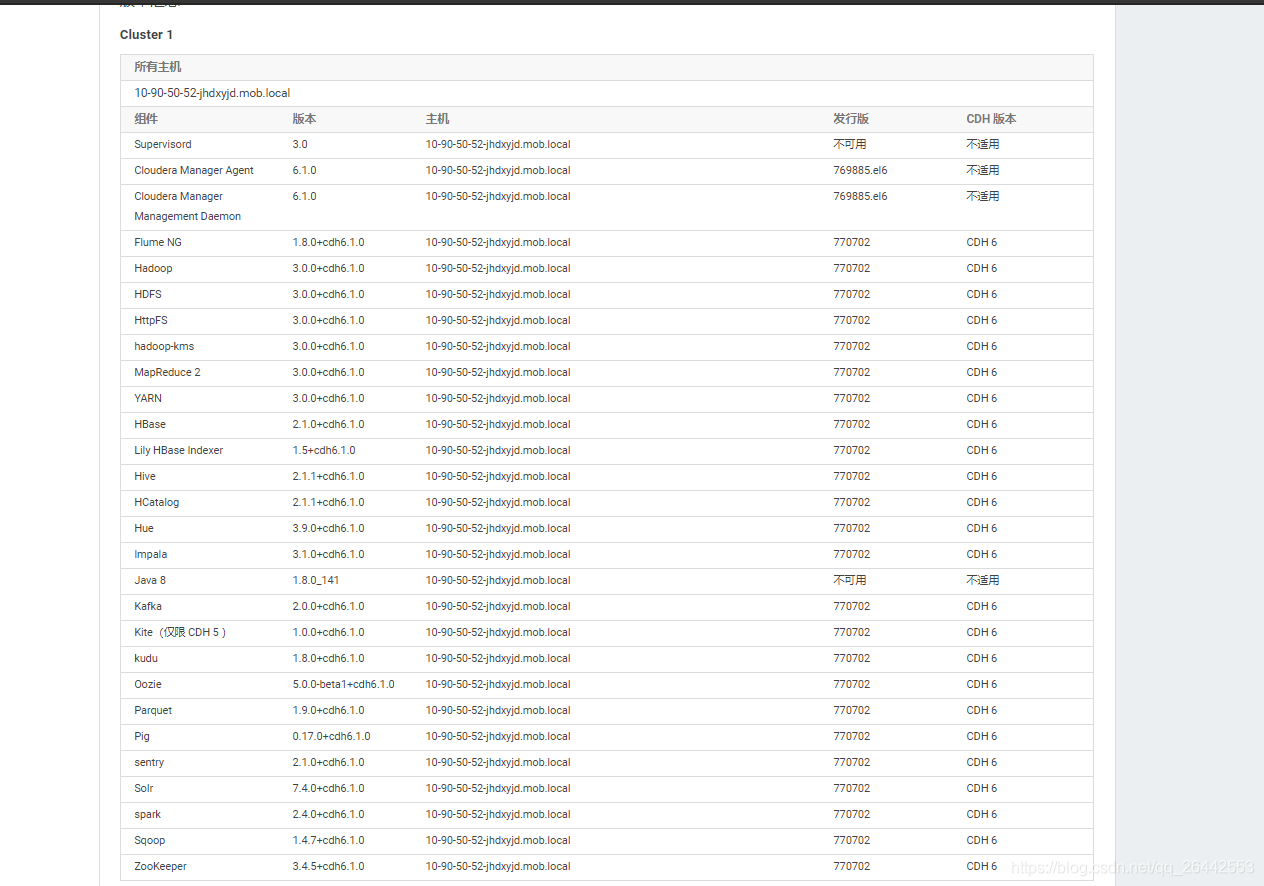 Cluster 1
所有主机
10-90-50-52-jhdxyjd.mob.local
组件 版本 主机 发行版 CDH 版本
Supervisord 3.0 10-90-50-52-jhdxyjd.mob.local 不可用 不适用
Cloudera Manager Agent 6.1.0 10-90-50-52-jhdxyjd.mob.local 769885.el6 不适用
Cloudera Manager 6.1.0 10-90-50-52-jhdxyjd.mob.local 769885.el6 不适用
Management Daemon
Flume NG 1.8.0+cdh6.1.0 10-90-50-52-jhdxyjd.mob.local 770702 CDH 6
Hadoop 3.0.0+cdh6.1.0 10-90-50-52-jhdxyjd.mob.local 770702 CDH 6
HDFS 3.0.0+cdh6.1.0 10-90-50-52-jhdxyjd.mob.local 770702 CDH 6
HttpFS 3.0.0+cdh6.1.0 10-90-50-52-jhdxyjd.mob.local 770702 CDH 6
hadoop-kms 3.0.0+cdh6.1.0 10-90-50-52-jhdxyjd.mob.local 770702 CDH 6
MapReduce 2 3.0.0+cdh6.1.0 10-90-50-52-jhdxyjd.mob.local 770702 CDH 6
YARN 3.0.0+cdh6.1.0 10-90-50-52-jhdxyjd.mob.local 770702 CDH 6
HBase 2.1.0+cdh6.1.0 10-90-50-52-jhdxyjd.mob.local 770702 CDH 6
Lily HBase Indexer 1.5+cdh6.1.0 10-90-50-52-jhdxyjd.mob.local 770702 CDH 6
Hive 2.1.1+cdh6.1.0 10-90-50-52-jhdxyjd.mob.local 770702 CDH 6
HCatalog 2.1.1+cdh6.1.0 10-90-50-52-jhdxyjd.mob.local 770702 CDH 6
Hue 3.9.0+cdh6.1.0 10-90-50-52-jhdxyjd.mob.local 770702 CDH 6
Impala 3.1.0+cdh6.1.0 10-90-50-52-jhdxyjd.mob.local 770702 CDH 6
Java 8 1.8.0_141 10-90-50-52-jhdxyjd.mob.local 不可用 不适用
Kafka 2.0.0+cdh6.1.0 10-90-50-52-jhdxyjd.mob.local 770702 CDH 6
Kite（仅限 CDH 5 ） 1.0.0+cdh6.1.0 10-90-50-52-jhdxyjd.mob.local 770702 CDH 6
kudu 1.8.0+cdh6.1.0 10-90-50-52-jhdxyjd.mob.local 770702 CDH 6
Oozie 5.0.0-beta1+cdh6.1.0 10-90-50-52-jhdxyjd.mob.local 770702 CDH 6
Parquet 1.9.0+cdh6.1.0 10-90-50-52-jhdxyjd.mob.local 770702 CDH 6
Pig 0.17.0+cdh6.1.0 10-90-50-52-jhdxyjd.mob.local 770702 CDH 6
sentry 2.1.0+cdh6.1.0 10-90-50-52-jhdxyjd.mob.local 770702 CDH 6
Solr 7.4.0+cdh6.1.0 10-90-50-52-jhdxyjd.mob.local 770702 CDH 6
spark 2.4.0+cdh6.1.0 10-90-50-52-jhdxyjd.mob.local 770702 CDH 6
Sqoop 1.4.7+cdh6.1.0 10-90-50-52-jhdxyjd.mob.local 770702 CDH 6
ZooKeeper 3.4.5+cdh6.1.0 10-90-50-52-jhdxyjd.mob.local 770702 CDH 6
https://blog.csdn.net/qq_26442553